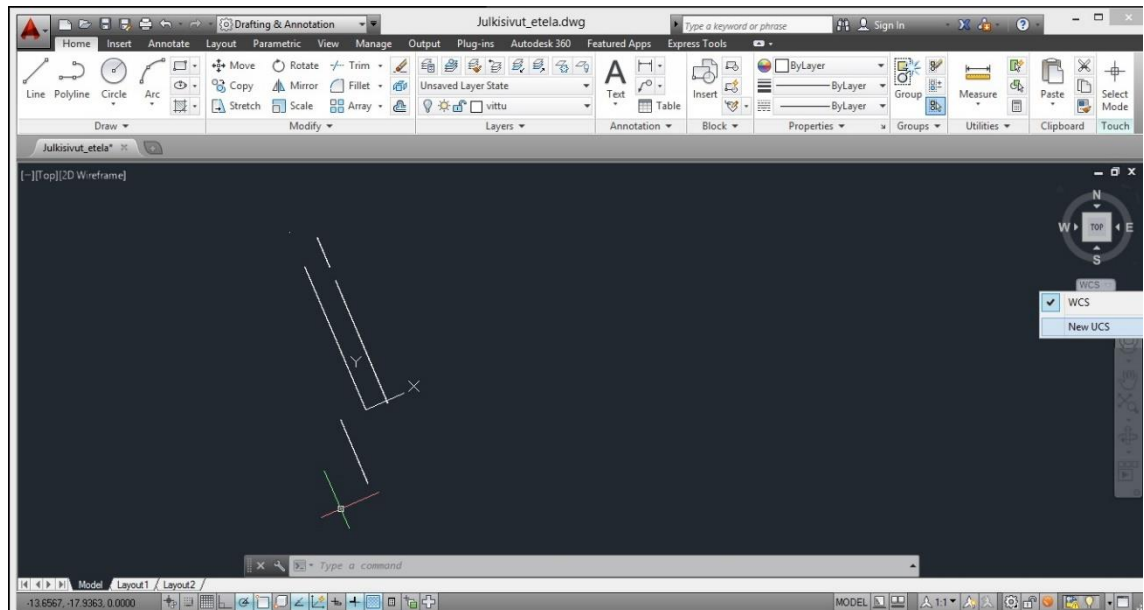 Drafting & Annotation
Julkisivut_etela.dwg
Type a keyword or phrase
Sign In
Home Insert Annotate Layout Parametric View Manage Output Plug-ins Autodesk 360 Featured Apps Express Tools
Line Polyline Circle Arc
Move Rotate Trim
Copy Mirror Fillet
Stretch Scale Array
Unsaved Layer State
vittu
Text
Table
Insert
ByLayer
ByLayer
ByLayer
Group
Measure
Paste
Select Mode
Draw Modify Layers Annotation Block Properties Groups Utilities Clipboard Touch
Julkisivut_etela*
[−][Top][2D Wireframe]
N
W TOP E
S
WCS
WCS
New UCS
Y
X
Type a command
Model Layout1 Layout2
-13.6567, -17.9363, 0.0000
MODEL
1:1